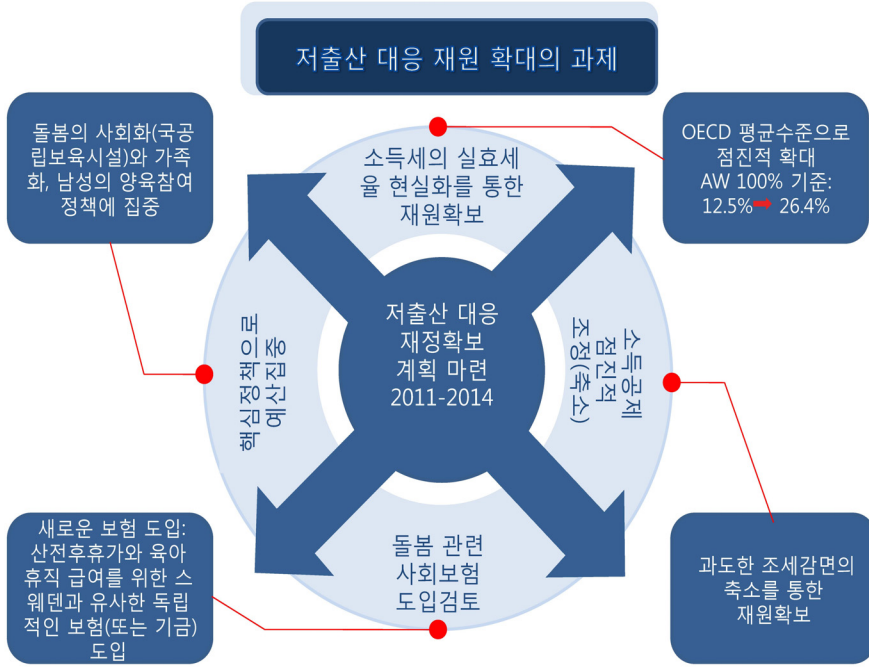 저출산 대응 재원 확대의 과제
돌봄의 사회화(국공
립보육시설)와 가족
화, 남성의 양육참여
정책에 집중
소득세의 실효세
율 현실화를 통한
재원확보
OECD 평균수준으로
점진적 확대
AW 100% 기준:
12.5%➡ 26.4%
핵심정책으로
예산집중
저출산 대응
재정확보
계획 마련
2011-2014
소득공제
점진적
조정(축소)
새로운 보험 도입:
산전후휴가와 육아
휴직 급여를 위한 스
웨덴과 유사한 독립
적인 보험(또는 기금)
도입
돌봄 관련
사회보험
도입검토
과도한 조세감면의
축소를 통한
재원확보